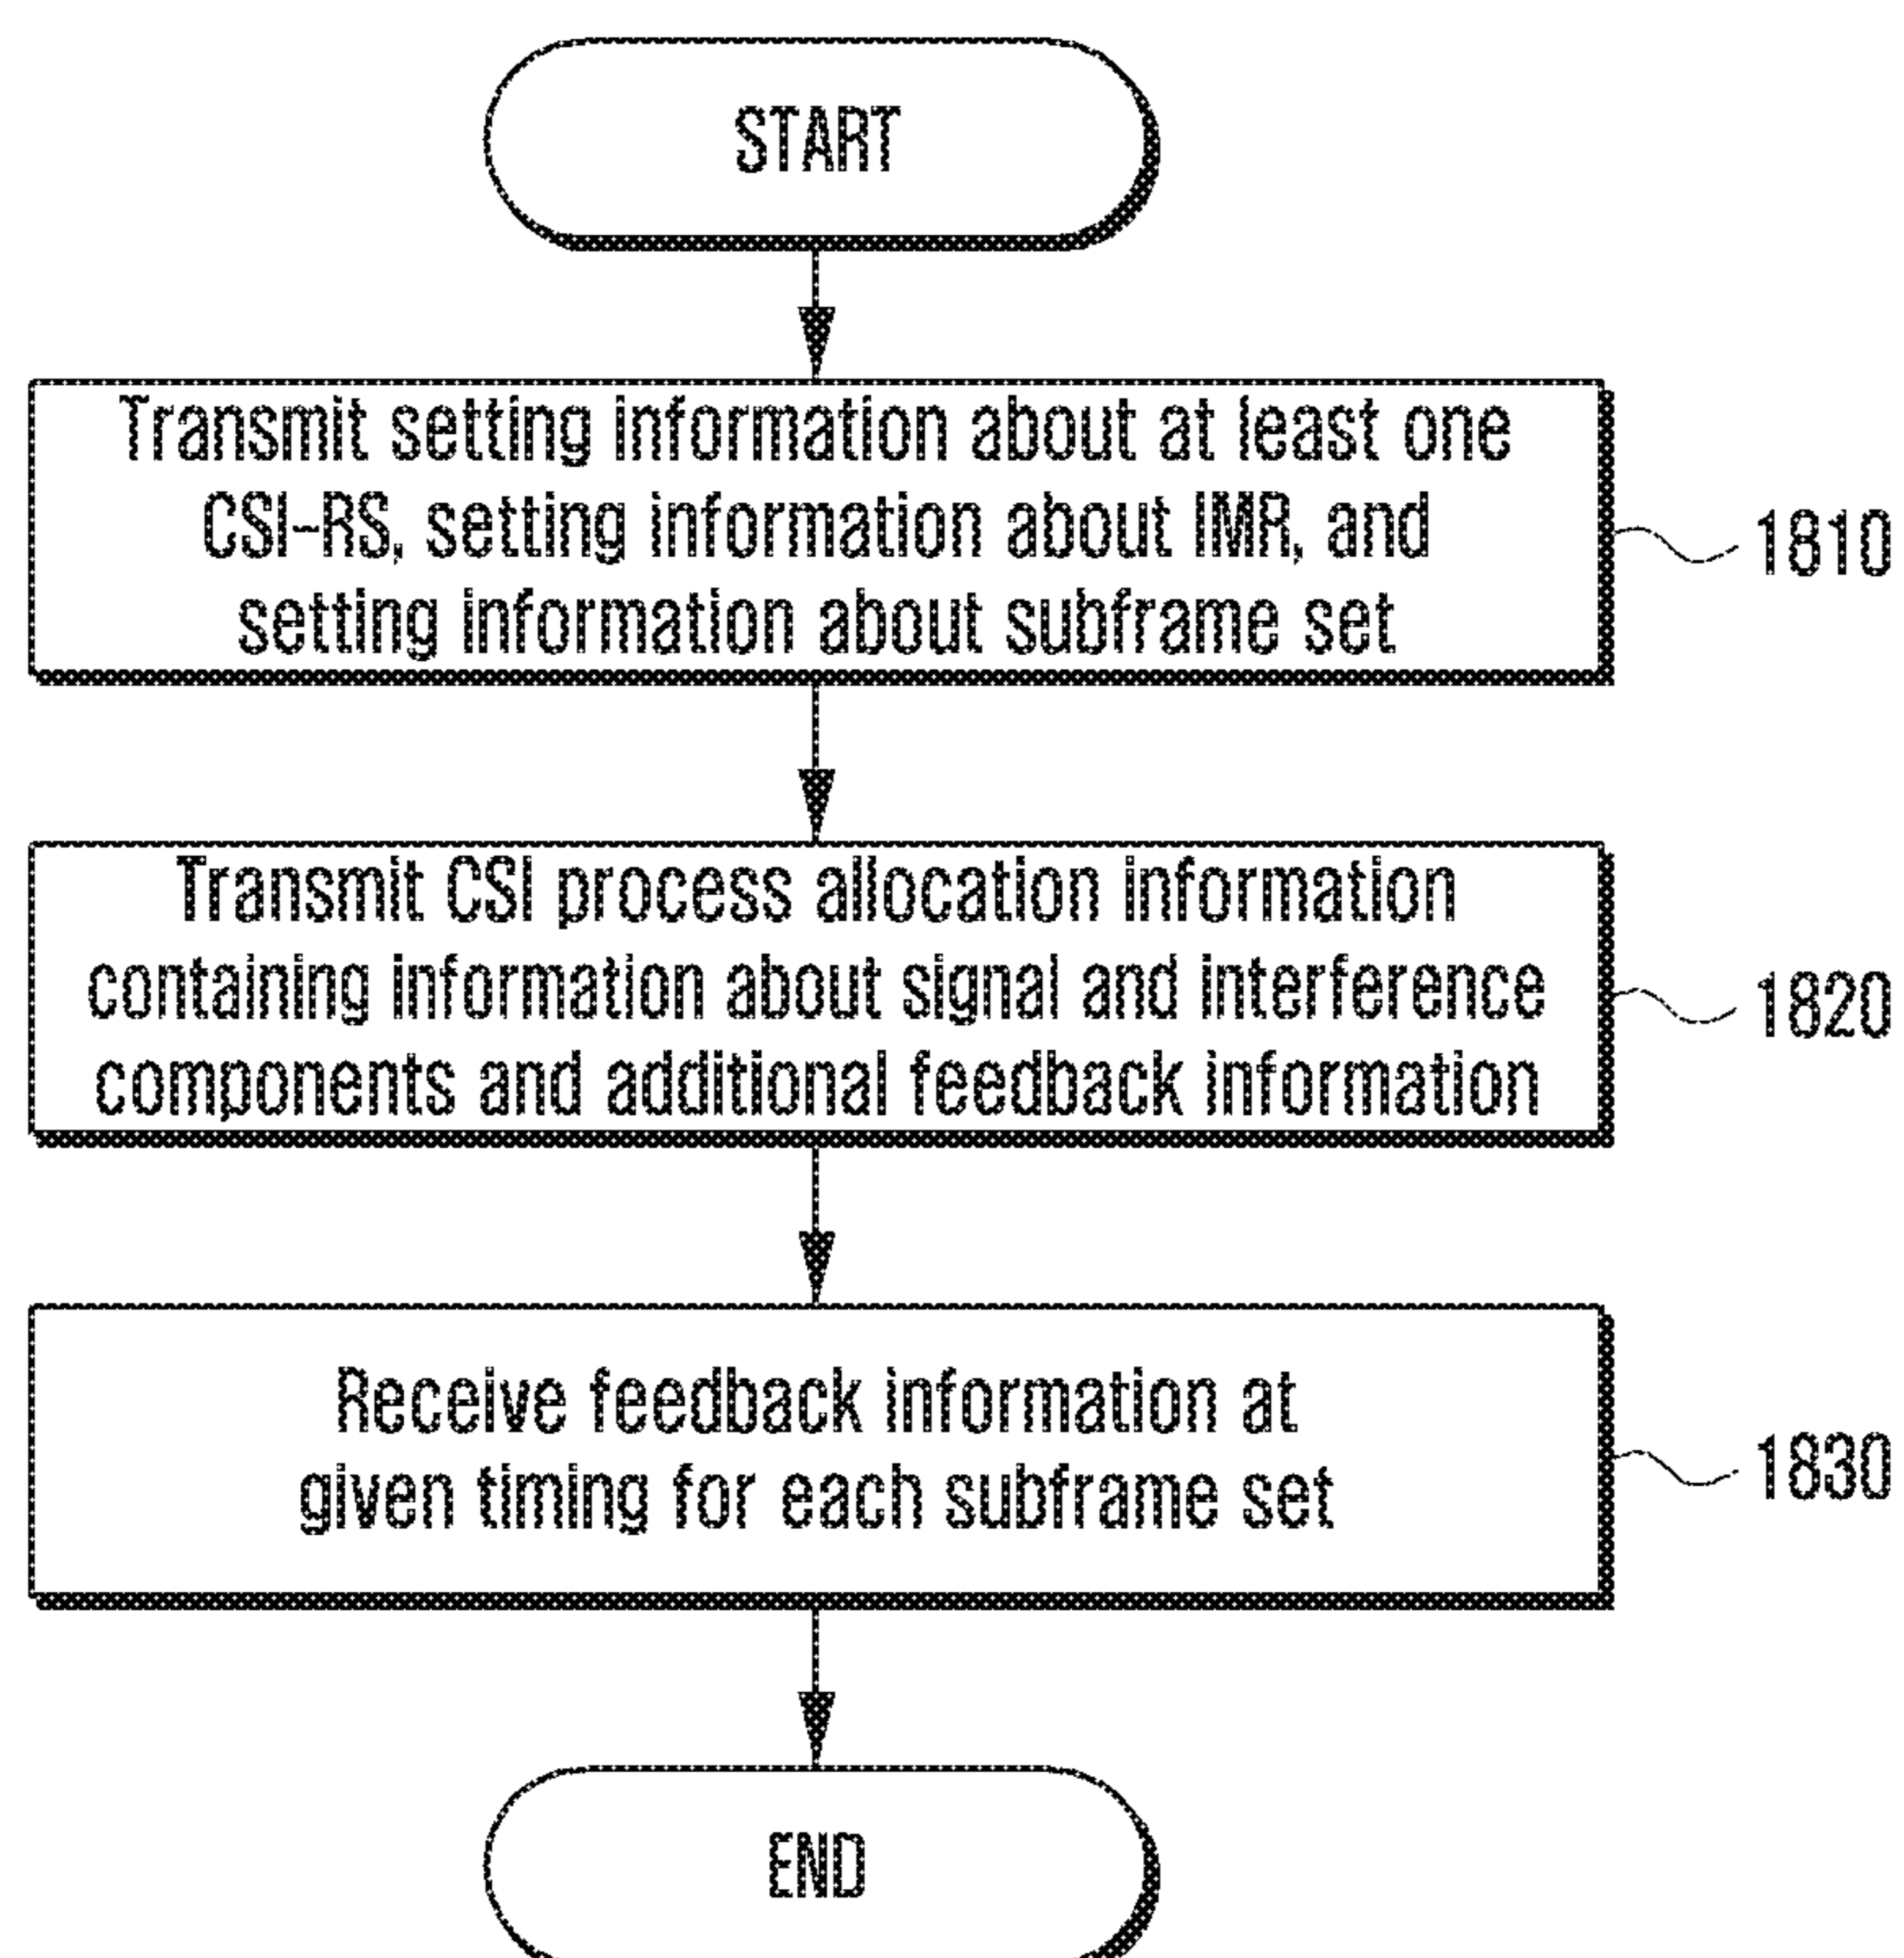 START
Transmit setting information about at least one
CSI-RS, setting information about IMR, and
setting information about subframe set
1810
Transmit CSI process allocation information
containing information about signal and interference
components and additional feedback information
1820
Receive feedback information at
given timing for each subframe set
1830
END